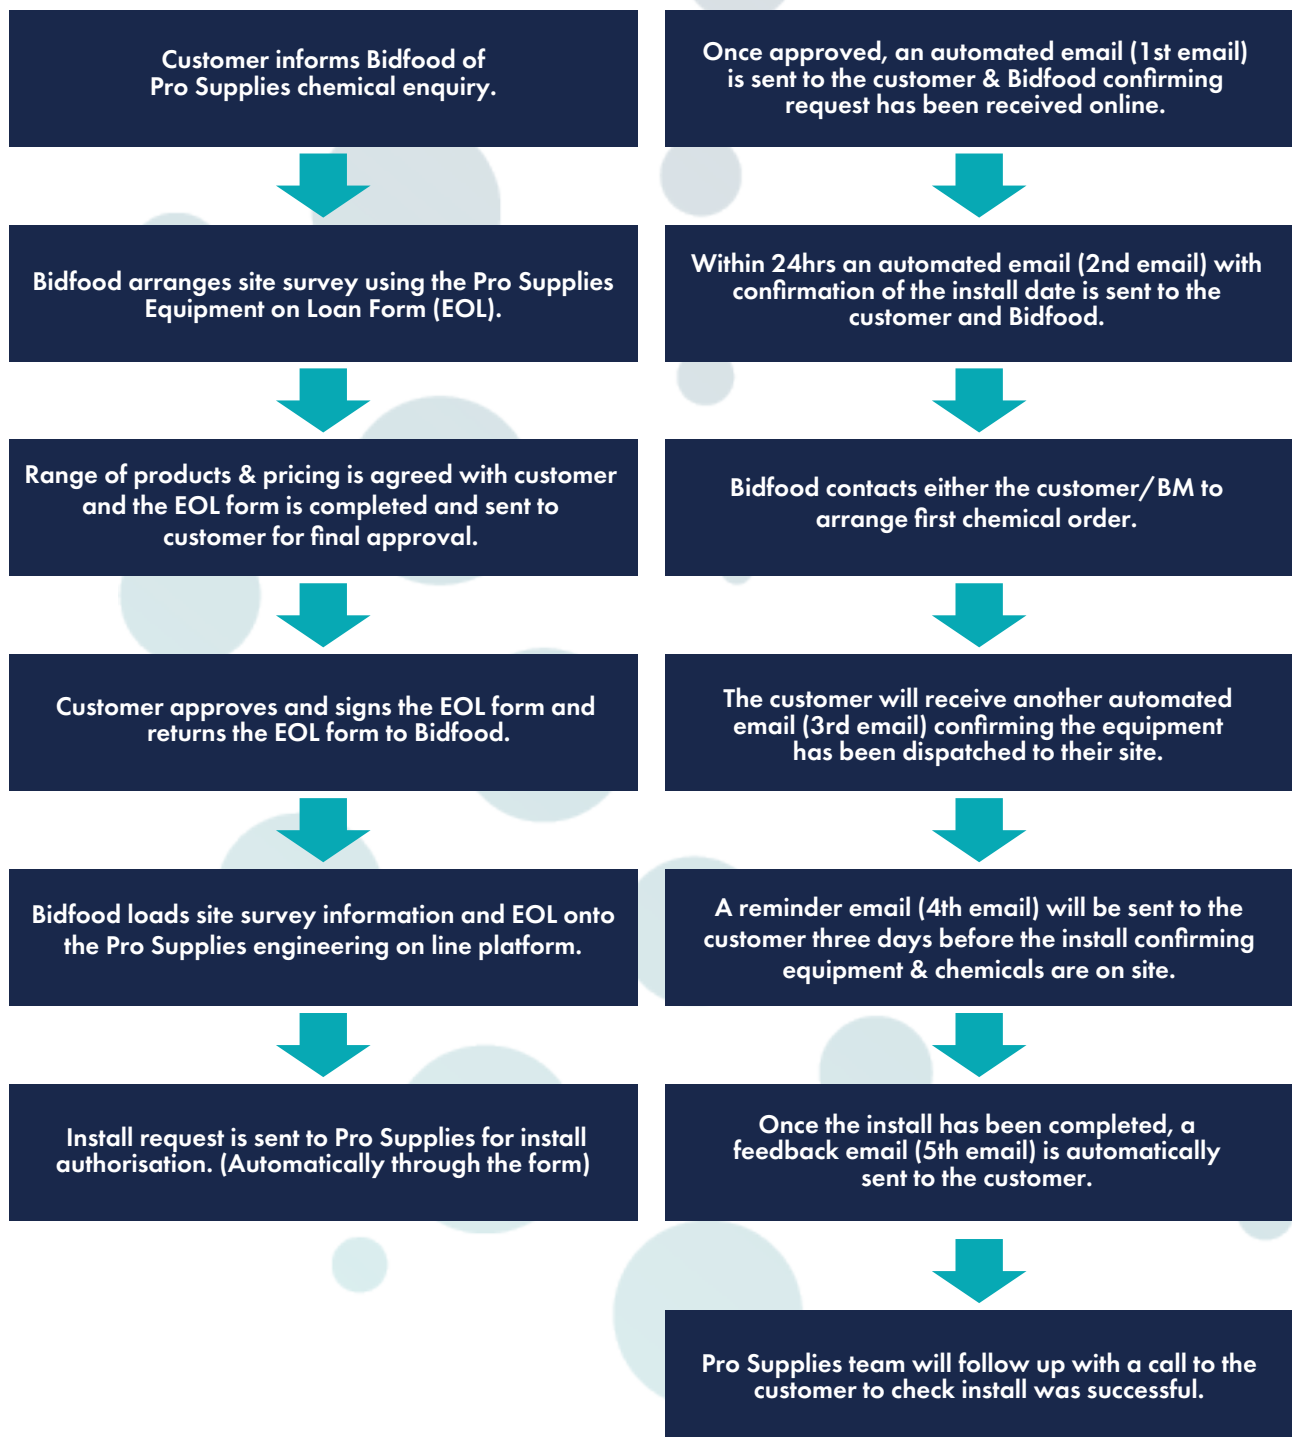 Customer informs Bidfood of
Pro Supplies chemical enquiry.
Bidfood arranges site survey using the Pro Supplies
Equipment on Loan Form (EOL).
Range of products & pricing is agreed with customer
and the EOL form is completed and sent to
customer for final approval.
Customer approves and signs the EOL form and
returns the EOL form to Bidfood.
Bidfood loads site survey information and EOL onto
the Pro Supplies engineering on line platform.
Install request is sent to Pro Supplies for install
authorisation. (Automatically through the form)
Once approved, an automated email (1st email)
is sent to the customer & Bidfood confirming
request has been received online.
Within 24hrs an automated email (2nd email) with
confirmation of the install date is sent to the
customer and Bidfood.
Bidfood contacts either the customer/BM to
arrange first chemical order.
The customer will receive another automated
email (3rd email) confirming the equipment
has been dispatched to their site.
A reminder email (4th email) will be sent to the
customer three days before the install confirming
equipment & chemicals are on site.
Once the install has been completed, a
feedback email (5th email) is automatically
sent to the customer.
Pro Supplies team will follow up with a call to the
customer to check install was successful.